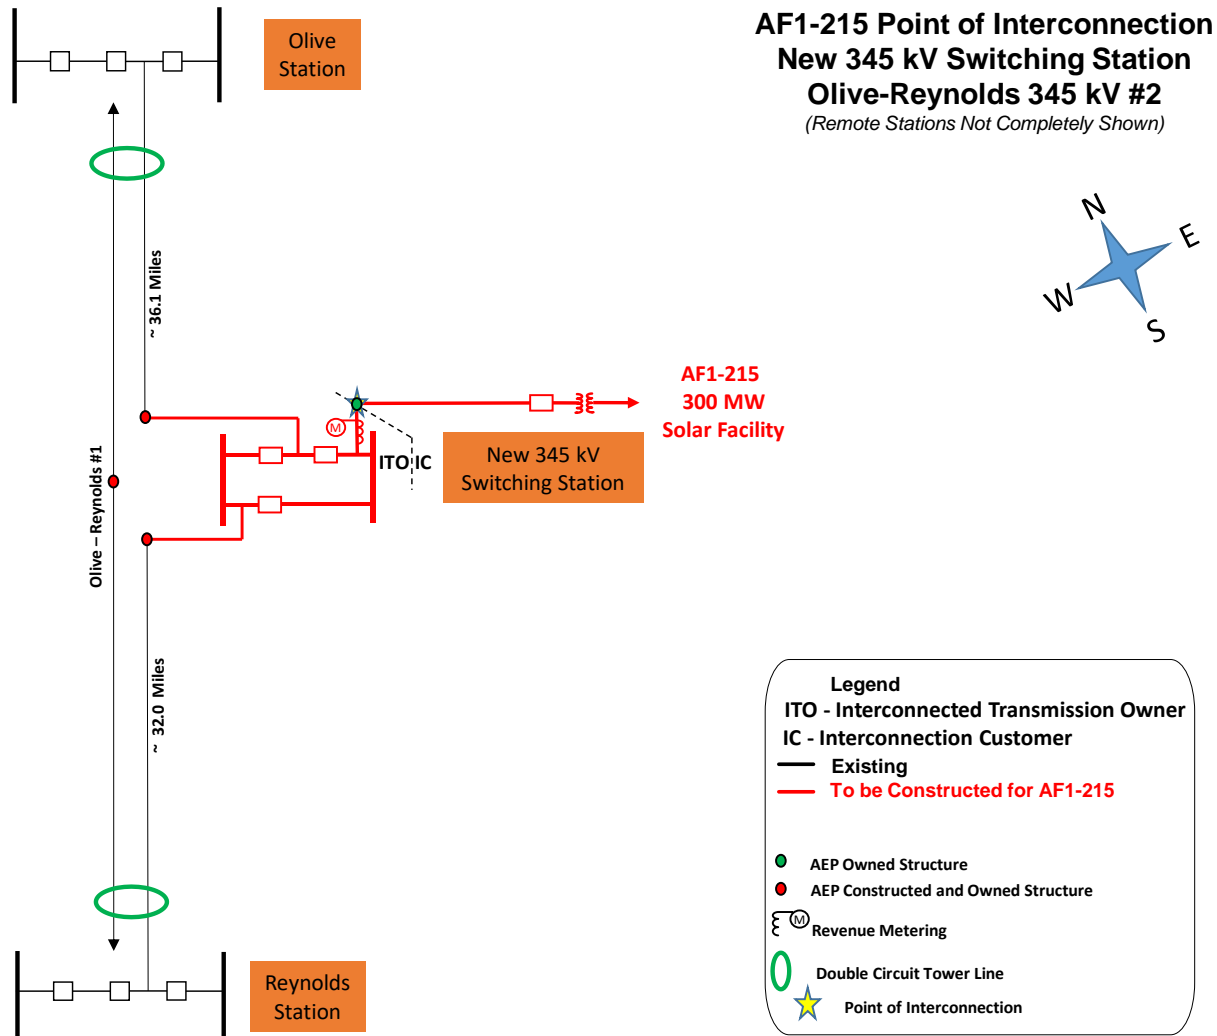 AF1-215 Point of Interconnection
New 345 kV Switching Station
Olive-Reynolds 345 kV #2
(Remote Stations Not Completely Shown)
Olive
Station
N
E
W
S
~ 36.1 Miles
AF1-215
300 MW
Solar Facility
M
ITO IC
New 345 kV
Switching Station
Olive – Reynolds #1
~ 32.0 Miles
Reynolds
Station
Legend
ITO - Interconnected Transmission Owner
IC - Interconnection Customer
Existing
To be Constructed for AF1-215
AEP Owned Structure
AEP Constructed and Owned Structure
M
Revenue Metering
Double Circuit Tower Line
Point of Interconnection